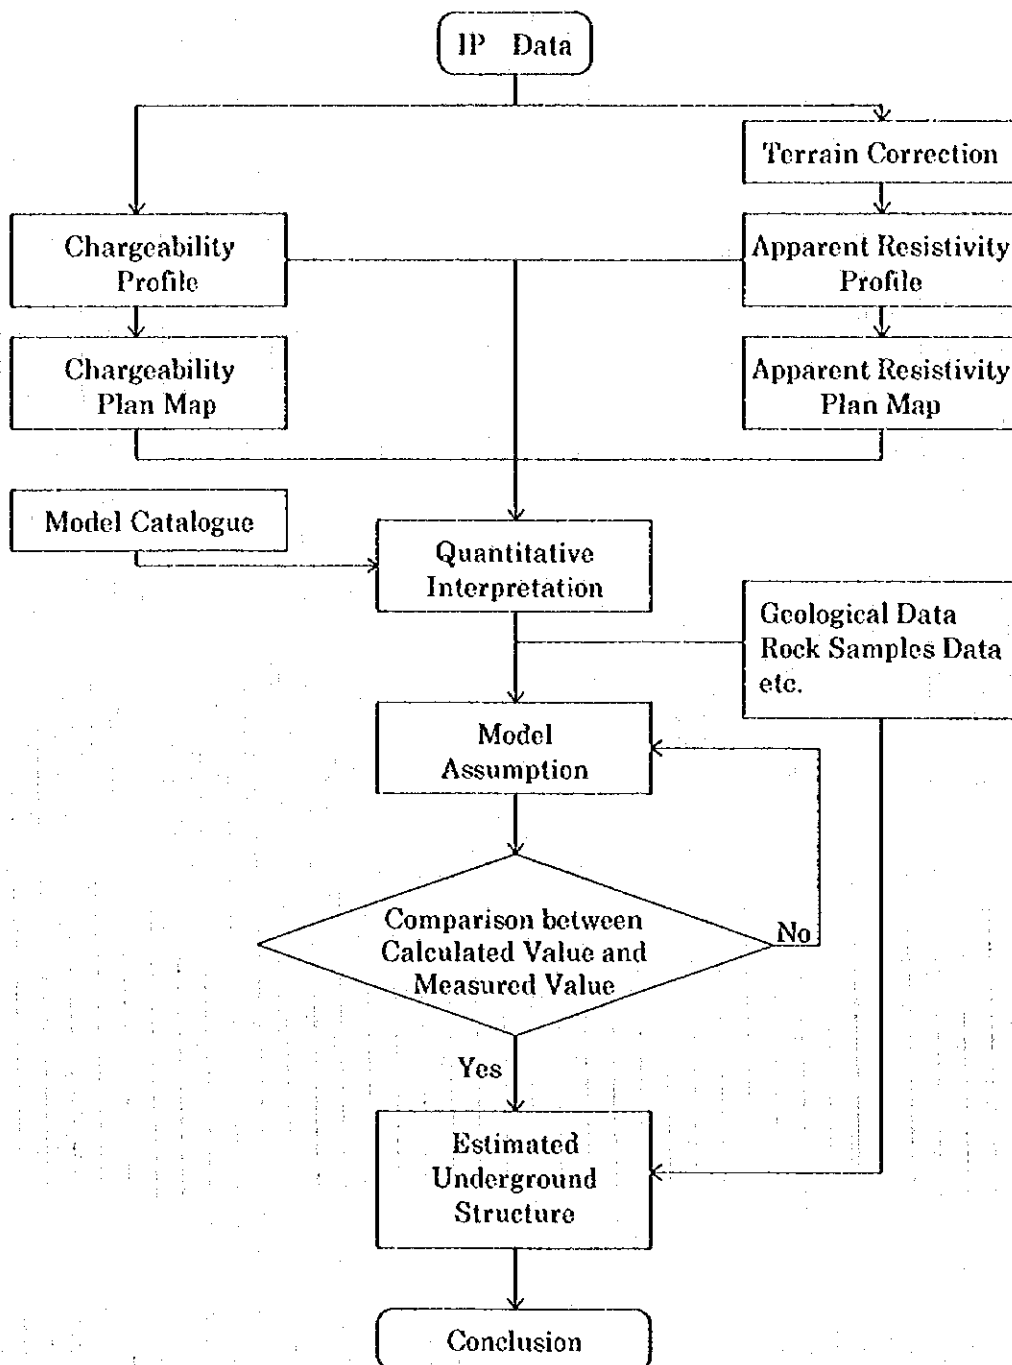 IP Data
Terrain Correction
Chargeability
Profile
Apparent Resistivity
Profile
Chargeability
Plan Map
Apparent Resistivity
Plan Map
Model Catalogue
Quantitative
Interpretation
Geological Data
Rock Samples Data
etc.
Model
Assumption
Comparison between
Calculated Value and
Measured Value
No
Yes
Estimated
Underground
Structure
Conclusion